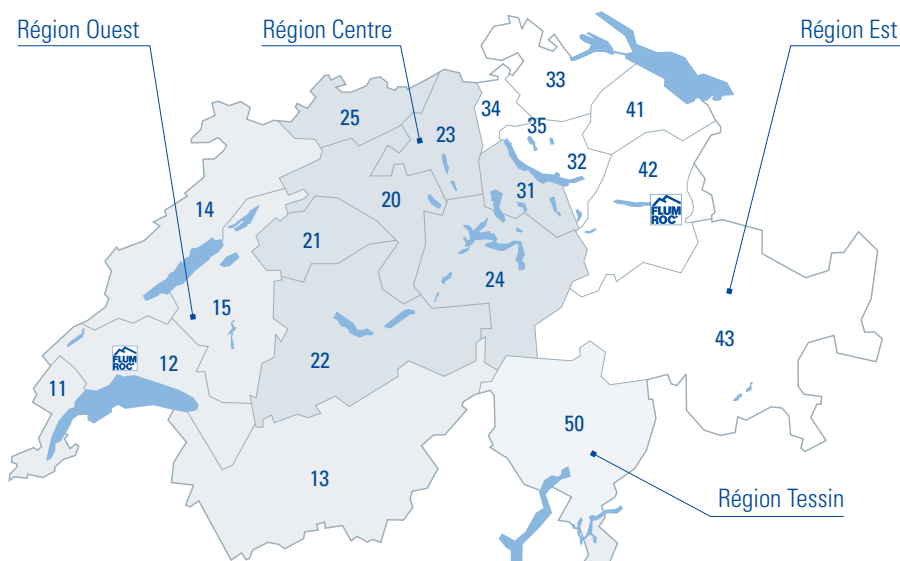 Région Ouest
Région Centre
Région Est
33
34
41
25
23
35
32
42
31
20
14
FLUM
ROC®
21
24
15
43
12
FLUM
ROC®
22
11
50
13
Région Tessin